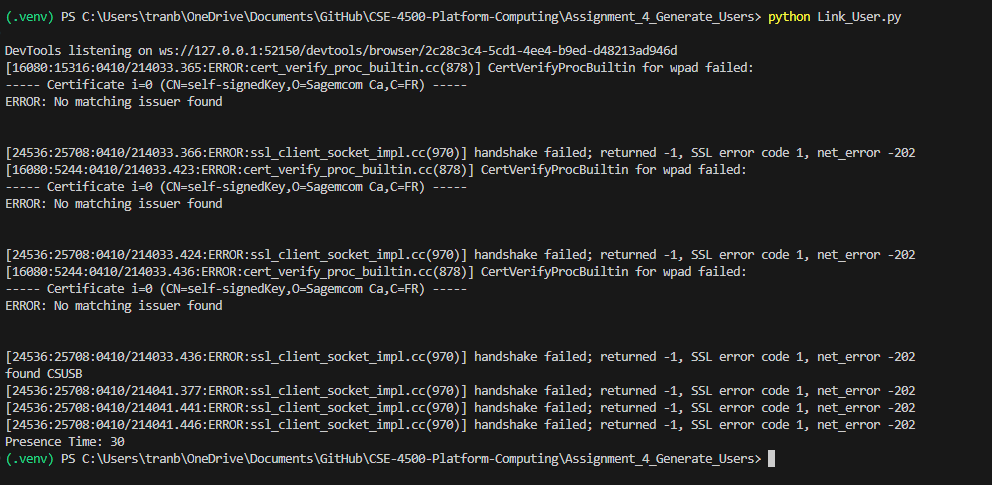 (.venv) PS C:\Users\tranb\OneDrive\Documents\GitHub\CSE-4500-Platform-Computing\Assignment_4_Generate_Users> python Link_User.py
DevTools listening on ws://127.0.0.1:52150/devtools/browser/2c28c3c4-5cd1-4ee4-b9ed-d48213ad946d
[16080:15316:0410/214033.365:ERROR:cert_verify_proc_builtin.cc(878)] CertVerifyProcBuiltin for wpad failed:
----- Certificate i=0 (CN=self-signedKey,O=Sagemcom Ca,C=FR) -----
ERROR: No matching issuer found
[24536:25708:0410/214033.366:ERROR:ssl_client_socket_impl.cc(970)] handshake failed; returned -1, SSL error code 1, net_error -202
[16080:5244:0410/214033.423:ERROR:cert_verify_proc_builtin.cc(878)] CertVerifyProcBuiltin for wpad failed:
----- Certificate i=0 (CN=self-signedKey,O=Sagemcom Ca,C=FR) -----
ERROR: No matching issuer found
[24536:25708:0410/214033.424:ERROR:ssl_client_socket_impl.cc(970)] handshake failed; returned -1, SSL error code 1, net_error -202
[16080:5244:0410/214033.436:ERROR:cert_verify_proc_builtin.cc(878)] CertVerifyProcBuiltin for wpad failed:
----- Certificate i=0 (CN=self-signedKey,O=Sagemcom Ca,C=FR) -----
ERROR: No matching issuer found
[24536:25708:0410/214033.436:ERROR:ssl_client_socket_impl.cc(970)] handshake failed; returned -1, SSL error code 1, net_error -202
found CSUSB
[24536:25708:0410/214041.377:ERROR:ssl_client_socket_impl.cc(970)] handshake failed; returned -1, SSL error code 1, net_error -202
[24536:25708:0410/214041.441:ERROR:ssl_client_socket_impl.cc(970)] handshake failed; returned -1, SSL error code 1, net_error -202
[24536:25708:0410/214041.446:ERROR:ssl_client_socket_impl.cc(970)] handshake failed; returned -1, SSL error code 1, net_error -202
Presence Time: 30
(.venv) PS C:\Users\tranb\OneDrive\Documents\GitHub\CSE-4500-Platform-Computing\Assignment_4_Generate_Users>